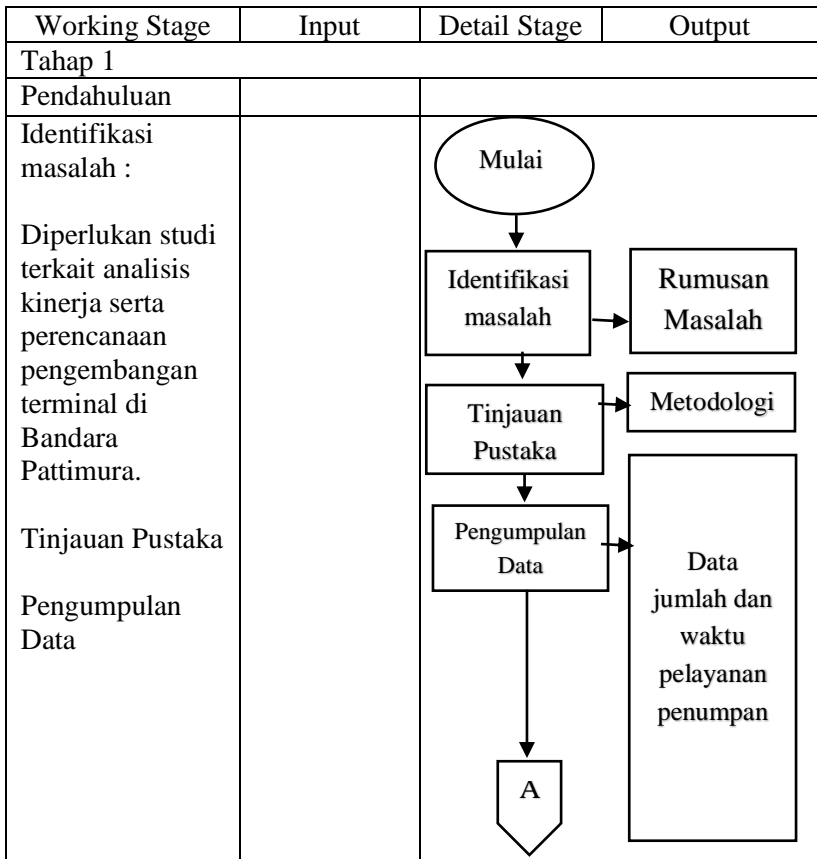 Working Stage
Input
Detail Stage
Output
Tahap 1
Pendahuluan
Identifikasi
masalah :
Diperlukan studi
terkait analisis
kinerja serta
perencanaan
pengembangan
terminal di
Bandara
Pattimura.
Tinjauan Pustaka
Pengumpulan
Data
Mulai
Identifikasi
masalah
Rumusan
Masalah
Tinjauan
Pustaka
Metodologi
Pengumpulan
Data
Data
jumlah dan
waktu
pelayanan
penumpan
A